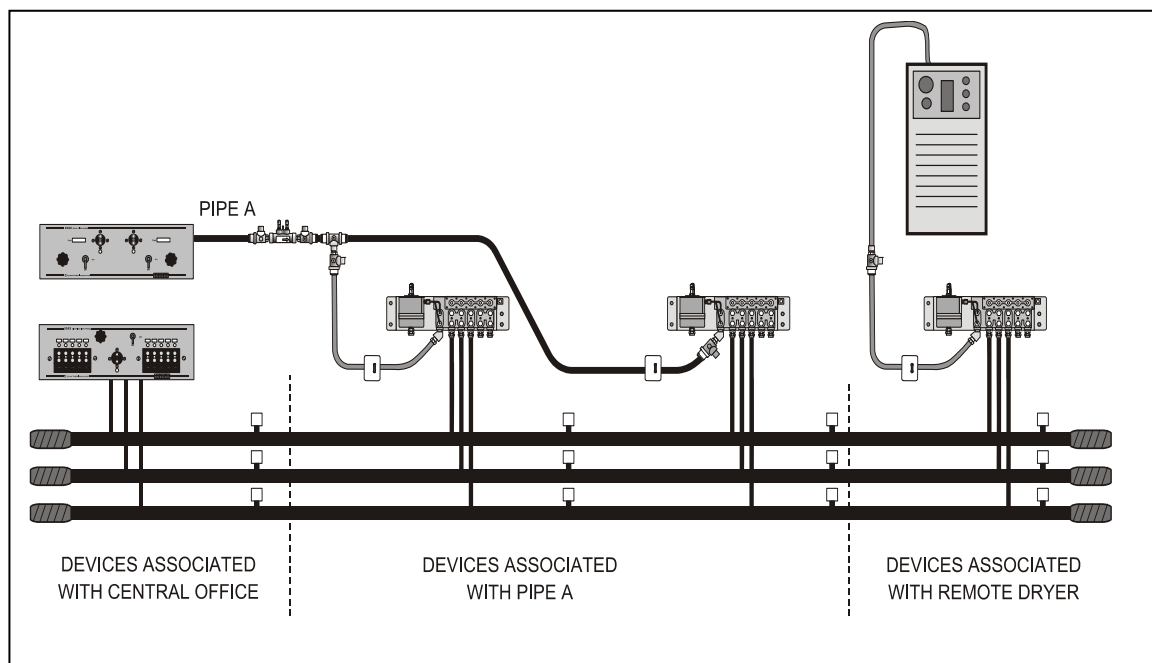 PIPE A
DEVICES ASSOCIATED
WITH CENTRAL OFFICE
DEVICES ASSOCIATED
WITH PIPE A
DEVICES ASSOCIATED
WITH REMOTE DRYER